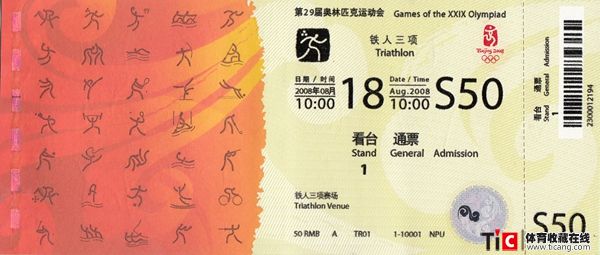 第29届奥林匹克运动会 Games of the XXIX Olympiad
Beijing 2008
铁人三项
Triathlon
日期 / 时间
2008年08月
10:00
18
Date / Time
Aug.2008
10:00
S50
看台 通票
Stand General Admission
1
铁人三项赛场
Triathlon Venue
50 RMB A TR01 1-10001 NPU
看台 通票
Stand General Admission
1
2300012194
S50
TiC 体育收藏在线
www.ticang.com